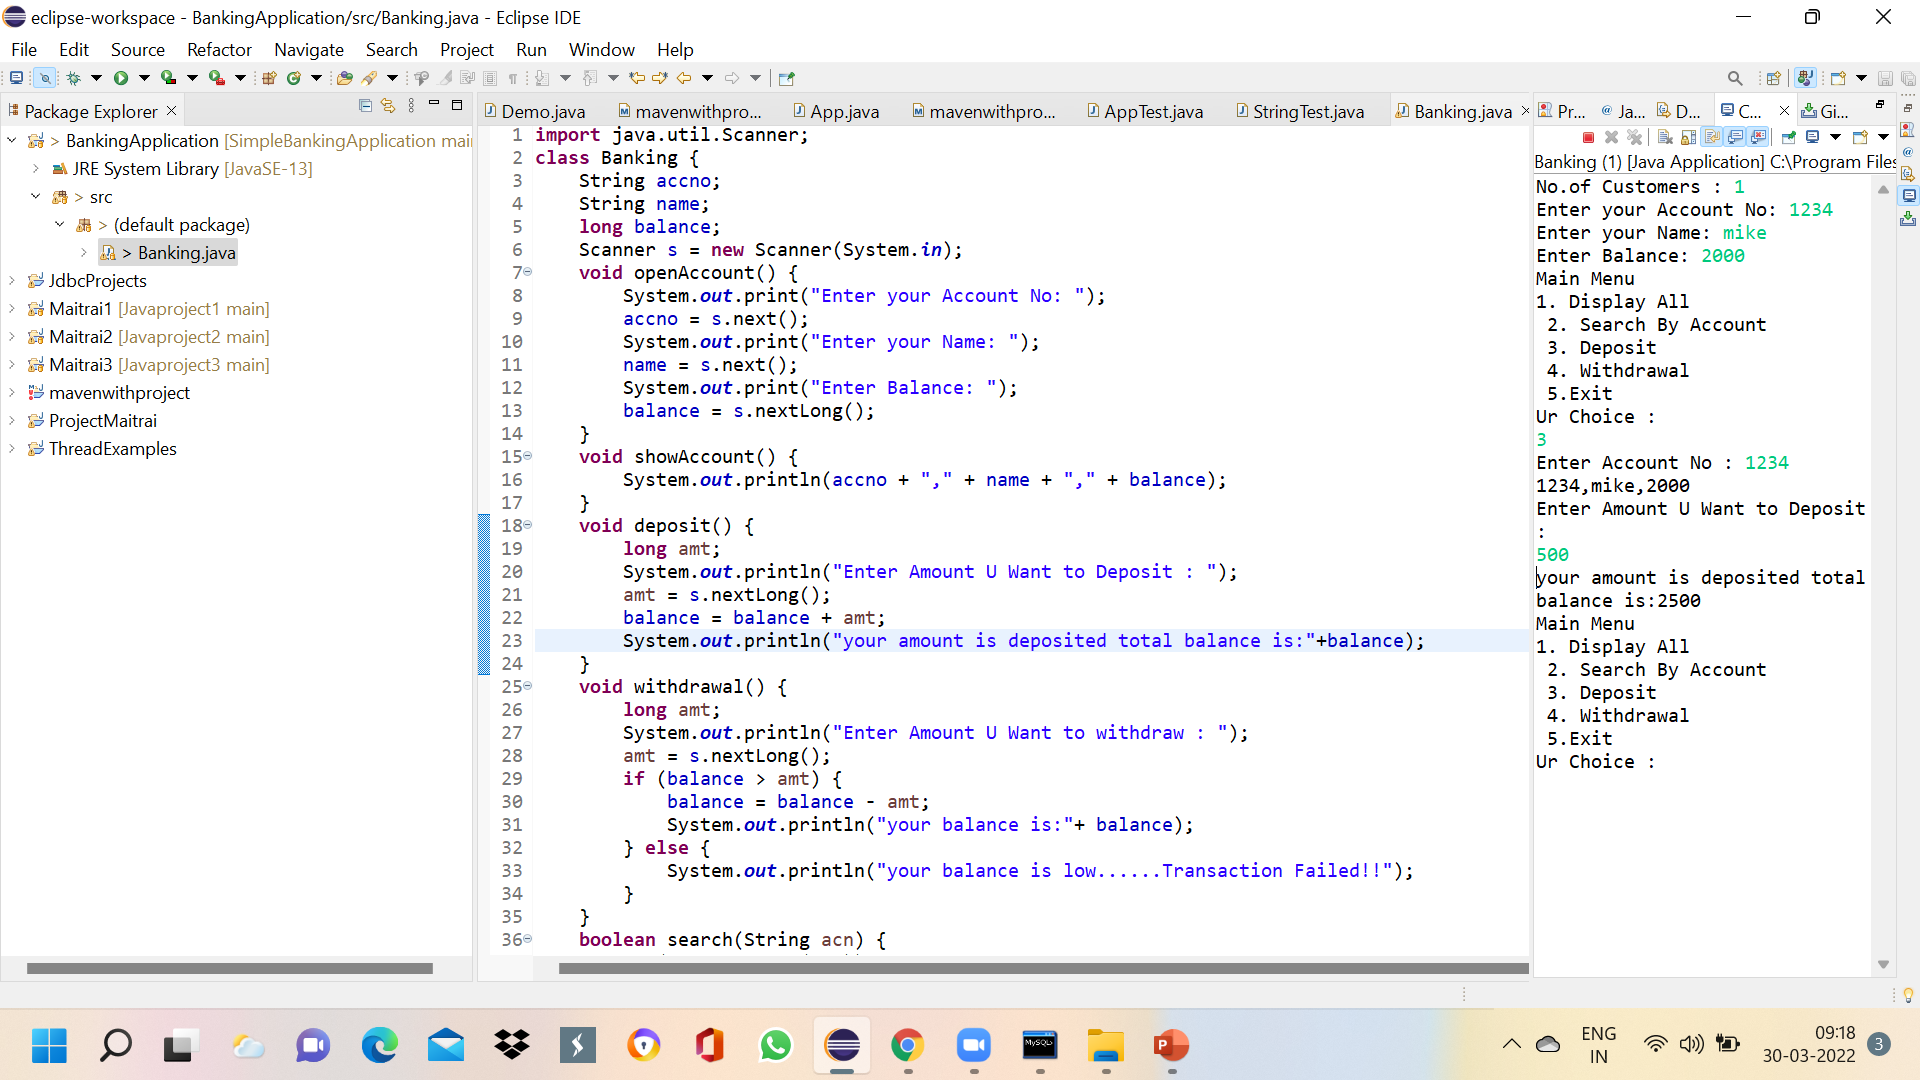 eclipse-workspace - BankingApplication/src/Banking.java - Eclipse IDE
File Edit Source Refactor Navigate Search Project Run Window Help
Package Explorer
> BankingApplication [SimpleBankingApplication mai
JRE System Library [JavaSE-13]
> src
> (default package)
> Banking.java
JdbcProjects
Maitrai1 [Javaproject1 main]
Maitrai2 [Javaproject2 main]
Maitrai3 [Javaproject3 main]
mavenwithproject
ProjectMaitrai
ThreadExamples
Demo.java mavenwithpro... App.java mavenwithpro... AppTest.java StringTest.java Banking.java
1 import java.util.Scanner;
2 class Banking {
3 String accno;
4 String name;
5 long balance;
6 Scanner s = new Scanner(System.in);
7 void openAccount() {
8 System.out.print("Enter your Account No: ");
9 accno = s.next();
10 System.out.print("Enter your Name: ");
11 name = s.next();
12 System.out.print("Enter Balance: ");
13 balance = s.nextLong();
14 }
15 void showAccount() {
16 System.out.println(accno + "," + name + "," + balance);
17 }
18 void deposit() {
19 long amt;
20 System.out.println("Enter Amount U Want to Deposit : ");
21 amt = s.nextLong();
22 balance = balance + amt;
23 System.out.println("your amount is deposited total balance is:"+balance);
24 }
25 void withdrawal() {
26 long amt;
27 System.out.println("Enter Amount U Want to withdraw : ");
28 amt = s.nextLong();
29 if (balance > amt) {
30 balance = balance - amt;
31 System.out.println("your balance is:"+ balance);
32 } else {
33 System.out.println("your balance is low......Transaction Failed!!");
34 }
35 }
36 boolean search(String acn) {
Pr... Ja... D... C... Gi...
Banking (1) [Java Application] C:\Program Files
No.of Customers : 1
Enter your Account No: 1234
Enter your Name: mike
Enter Balance: 2000
Main Menu
1. Display All
2. Search By Account
3. Deposit
4. Withdrawal
5.Exit
Ur Choice :
3
Enter Account No : 1234
1234,mike,2000
Enter Amount U Want to Deposit
:
500
your amount is deposited total
balance is:2500
Main Menu
1. Display All
2. Search By Account
3. Deposit
4. Withdrawal
5.Exit
Ur Choice :
MySQL
P
ENG
IN
09:18
30-03-2022
3